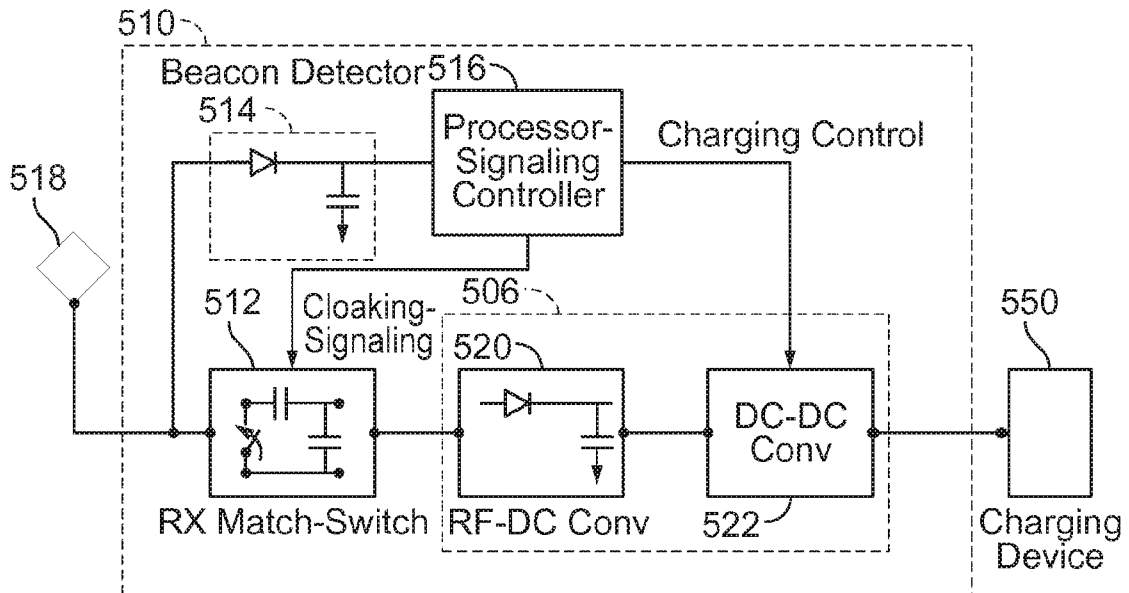 510
Beacon Detector
516
514
Processor-
Signaling
Controller
Charging Control
518
512
Cloaking-
Signaling
506
520
550
DC-DC
Conv
RX Match-Switch
RF-DC Conv
522
Charging
Device